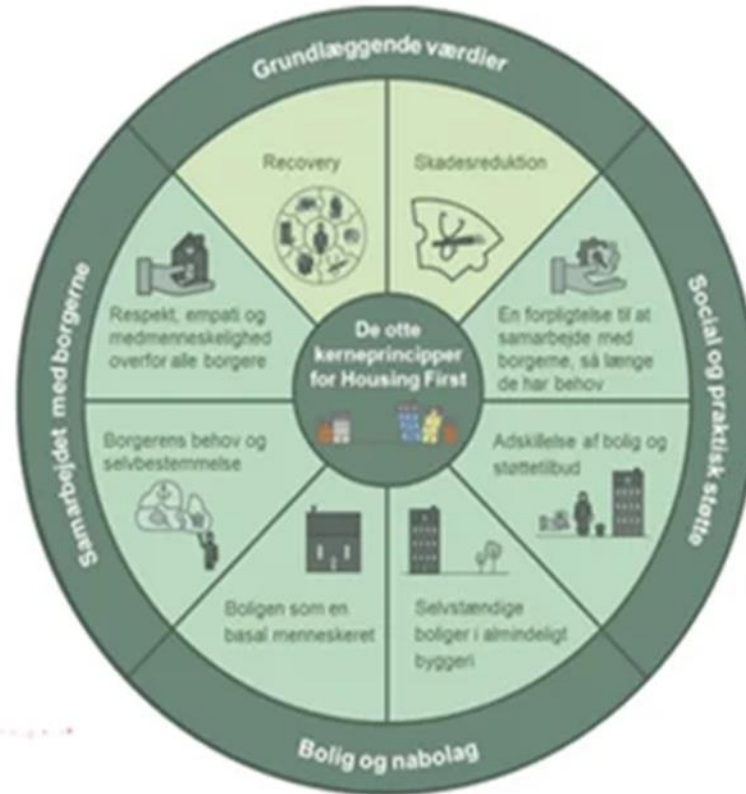 Grundlæggende værdier
Recovery
Skadesreduktion
Respekt, empati og
medmenneskelighed
overfor alle borgere
De otte
kerneprincipper
for Housing First
En forpligtelse til at
samarbejde med
borgerne, så længe
de har behov
Samarbejdet med borgerne
Social og praktisk støtte
Borgerens behov og
selvbestemmelse
Adskillelse af bolig og
støttetilbud
Boligen som en
basal menneskeret
Selvstændige
boliger i almindeligt
byggeri
Bolig og nabolag